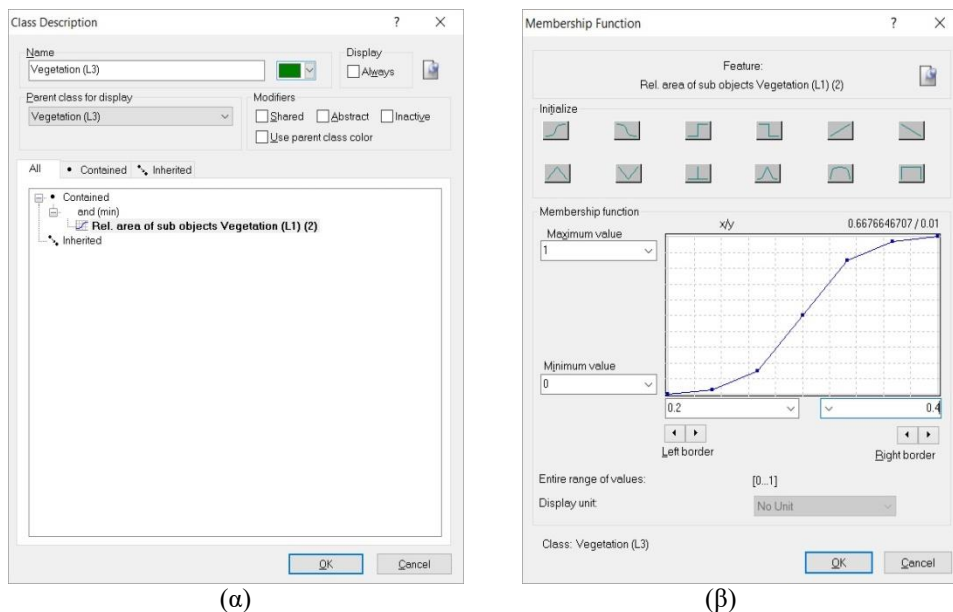 Class Description
? ×
Name
Vegetation (L3)
Display
Always
Parent class for display
Vegetation (L3)
Modifiers
Shared Abstract Inactive
Use parent class color
All Contained Inherited
Contained
and (min)
Rel. area of sub objects Vegetation (L1) (2)
Inherited
OK Cancel
(α)
Membership Function
? ×
Feature:
Rel. area of sub objects Vegetation (L1) (2)
Initialize
Membership function
x/y 0.6676646707 / 0.01
Maximum value
1
Minimum value
0
0.2 0.4
Left border Right border
Entire range of values: [0...1]
Display unit: No Unit
Class: Vegetation (L3)
OK Cancel
(β)